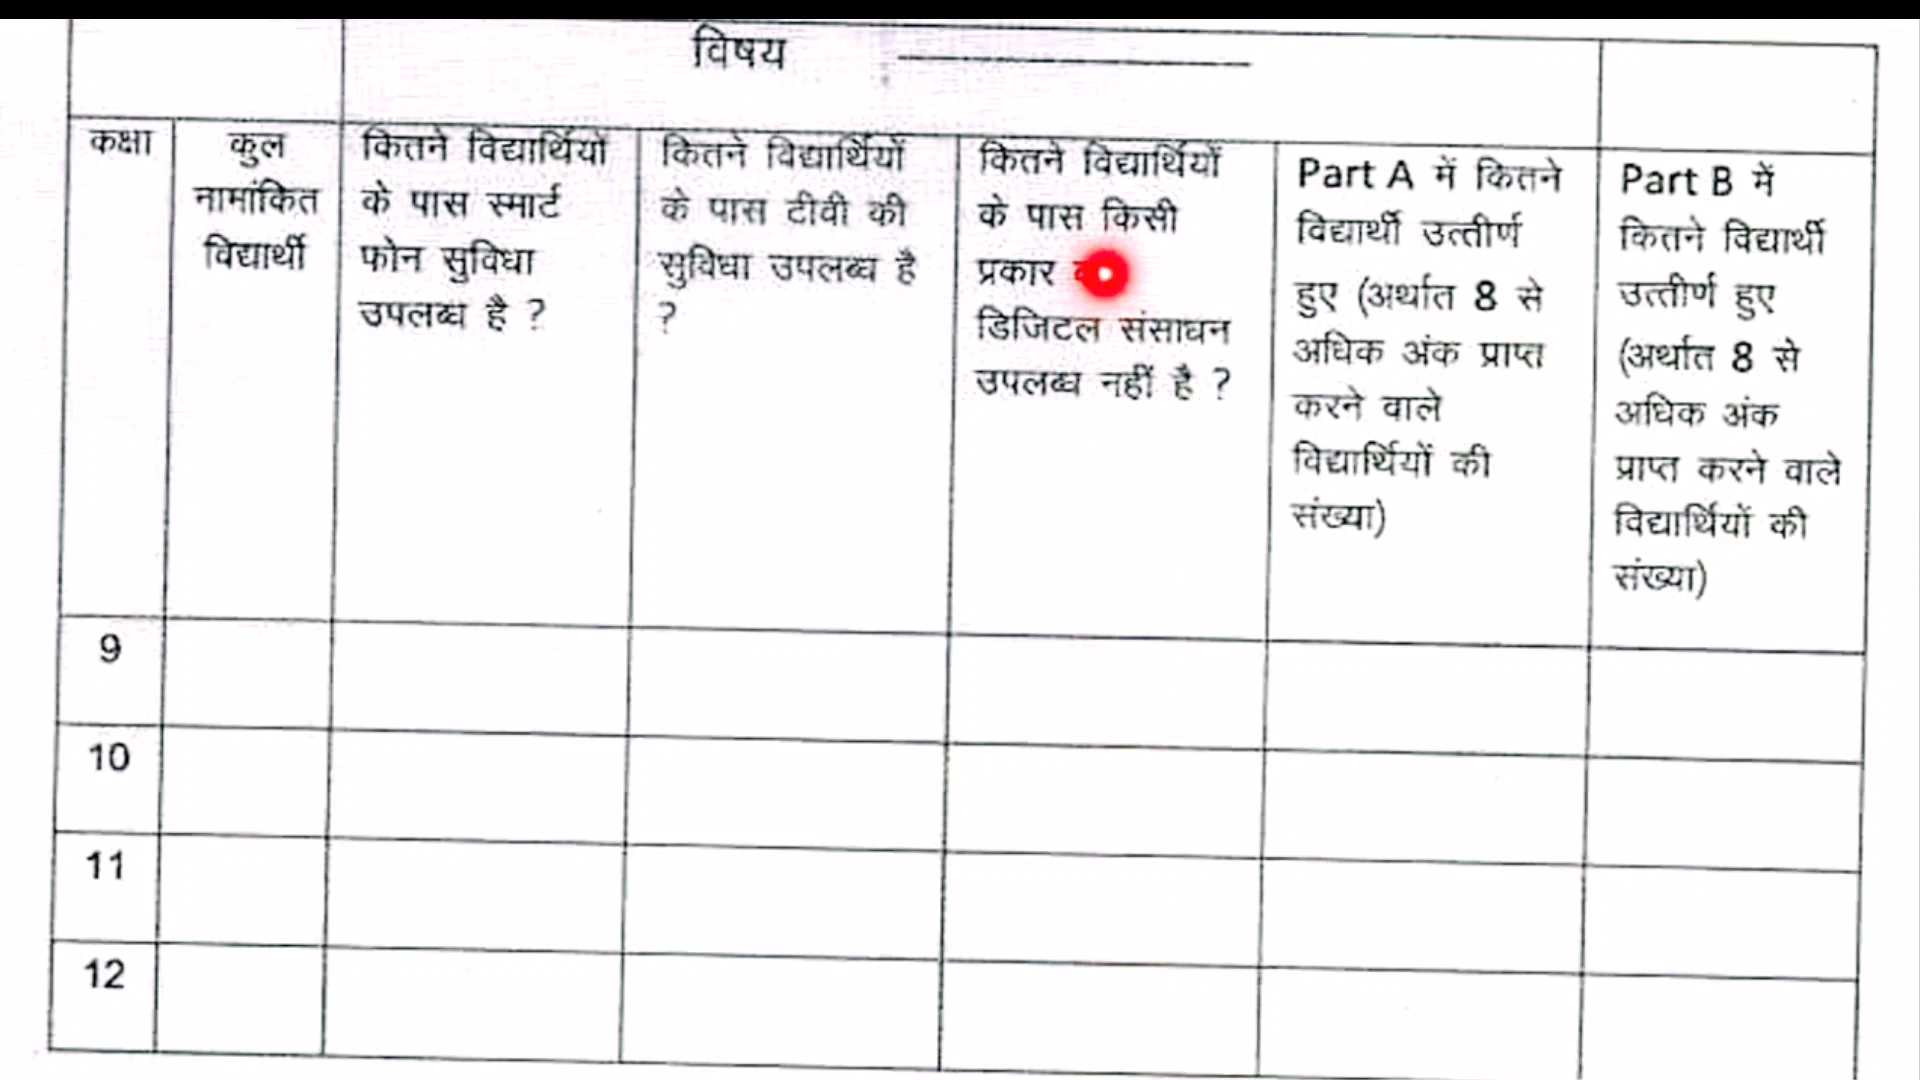 विषय
कक्षा
कुल
नामांकित
विद्यार्थी
कितने विद्यार्थियों
के पास स्मार्ट
फोन सुविधा
उपलब्ध है ?
कितने विद्यार्थियों
के पास टीवी की
सुविधा उपलब्ध है
?
कितने विद्यार्थियों
के पास किसी
प्रकार
डिजिटल संसाधन
उपलब्ध नहीं है ?
Part A में कितने
विद्यार्थी उत्तीर्ण
हुए (अर्थात 8 से
अधिक अंक प्राप्त
करने वाले
विद्यार्थियों की
संख्या)
Part B में
कितने विद्यार्थी
उत्तीर्ण हुए
(अर्थात 8 से
अधिक अंक
प्राप्त करने वाले
विद्यार्थियों की
संख्या)
9
10
11
12